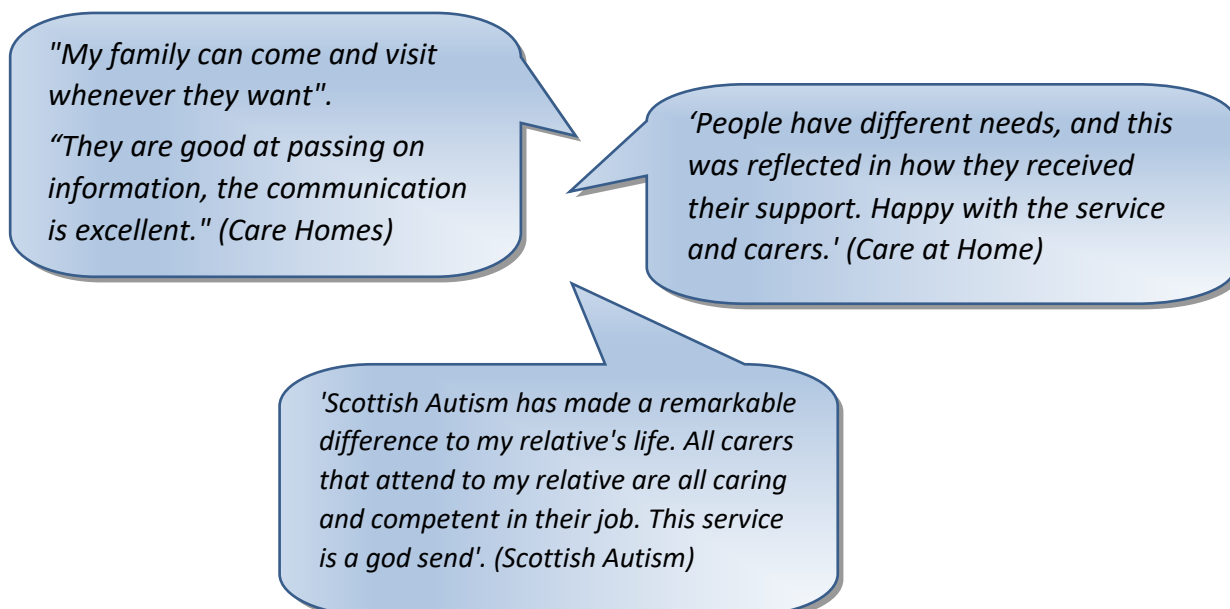 "My family can come and visit
whenever they want".
“They are good at passing on
information, the communication
is excellent." (Care Homes)
‘People have different needs, and this
was reflected in how they received
their support. Happy with the service
and carers.' (Care at Home)
'Scottish Autism has made a remarkable
difference to my relative's life. All carers
that attend to my relative are all caring
and competent in their job. This service
is a god send'. (Scottish Autism)